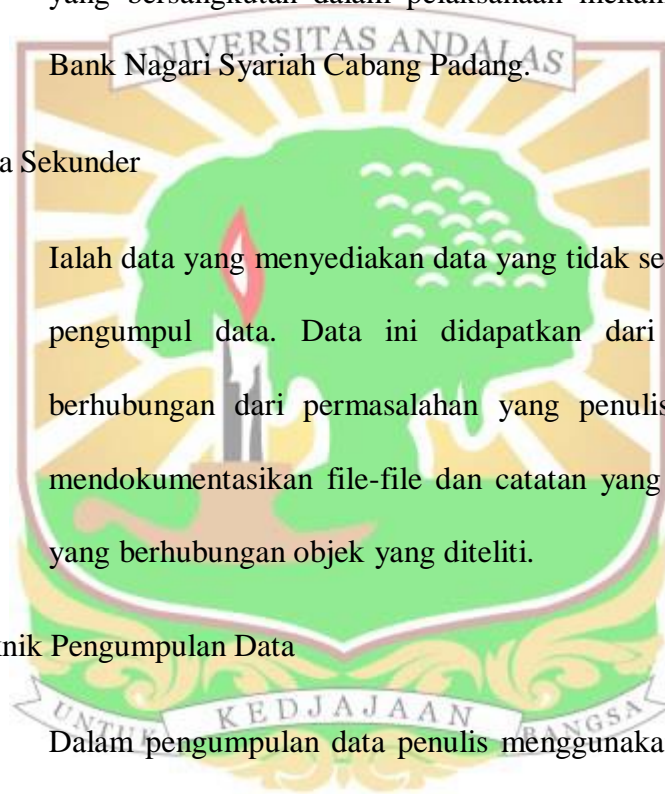 yang bersangkutan dalam pelaksanaan
UNIVERSITAS ANDALAS
Bank Nagari Syariah Cabang Padang.
a Sekunder
Ialah data yang menyediakan data yang tidak se
pengumpul data. Data ini didapatkan dari
berhubungan dari permasalahan yang penulis
mendokumentasikan file-file dan catatan yang
yang berhubungan objek yang diteliti.
nik Pengumpulan Data
UNTUK KEDJAJAAN BANGSA
Dalam pengumpulan data penulis menggunaka